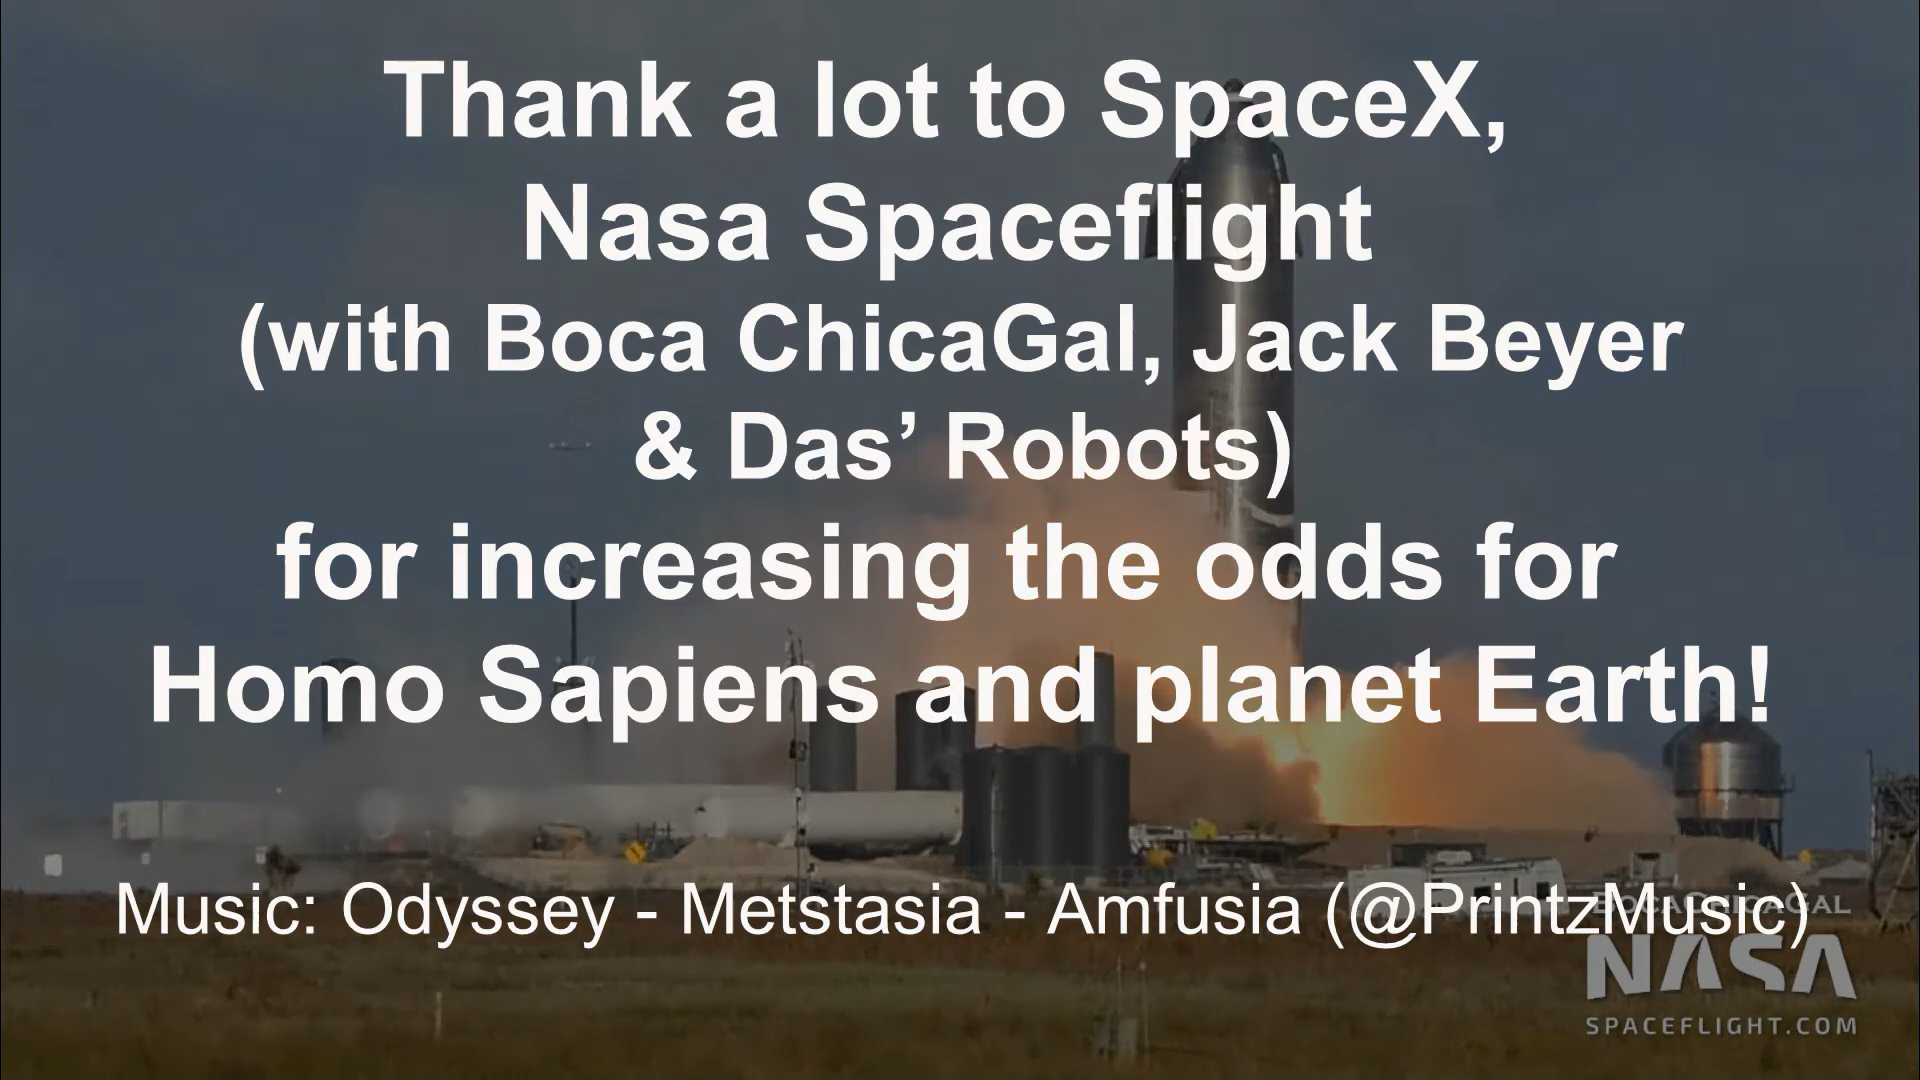 Thank a lot to SpaceX,
Nasa Spaceflight
(with Boca ChicaGal, Jack Beyer
& Das’ Robots)
for increasing the odds for
Homo Sapiens and planet Earth!
Music: Odyssey - Metstasia - Amfusia (@PrintzMusic)
BOCACHICAGAL
NASA
SPACEFLIGHT.COM